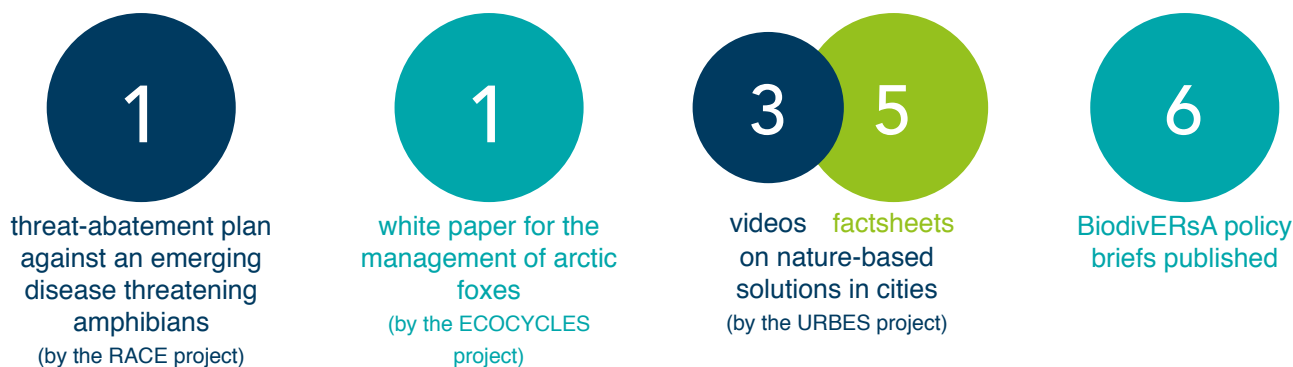 1
threat-abatement plan
against an emerging
disease threatening
amphibians
(by the RACE project)
1
white paper for the
management of arctic
foxes
(by the ECOCYCLES
project)
3 5
videos factsheets
on nature-based
solutions in cities
(by the URBES project)
6
BiodivERsA policy
briefs published